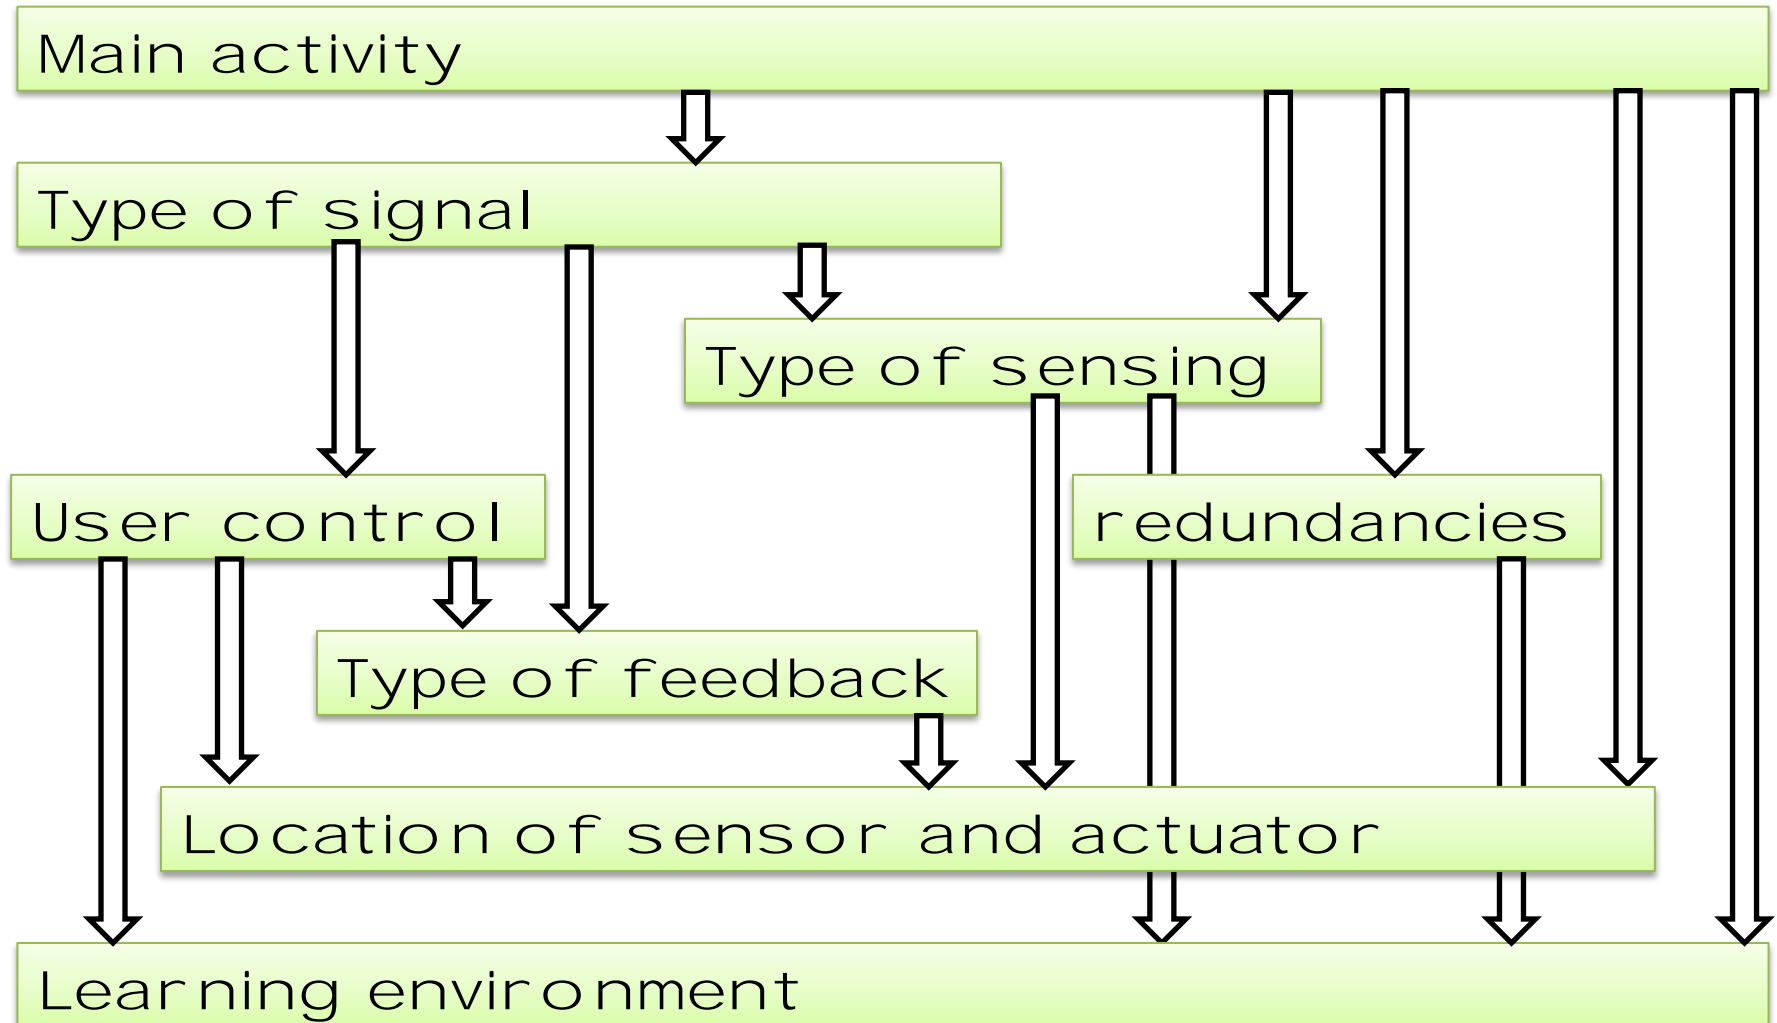 Main activity
Type of signal
Type of sensing
User control
redundancies
Type of feedback
Location of sensor and actuator
Learning environment